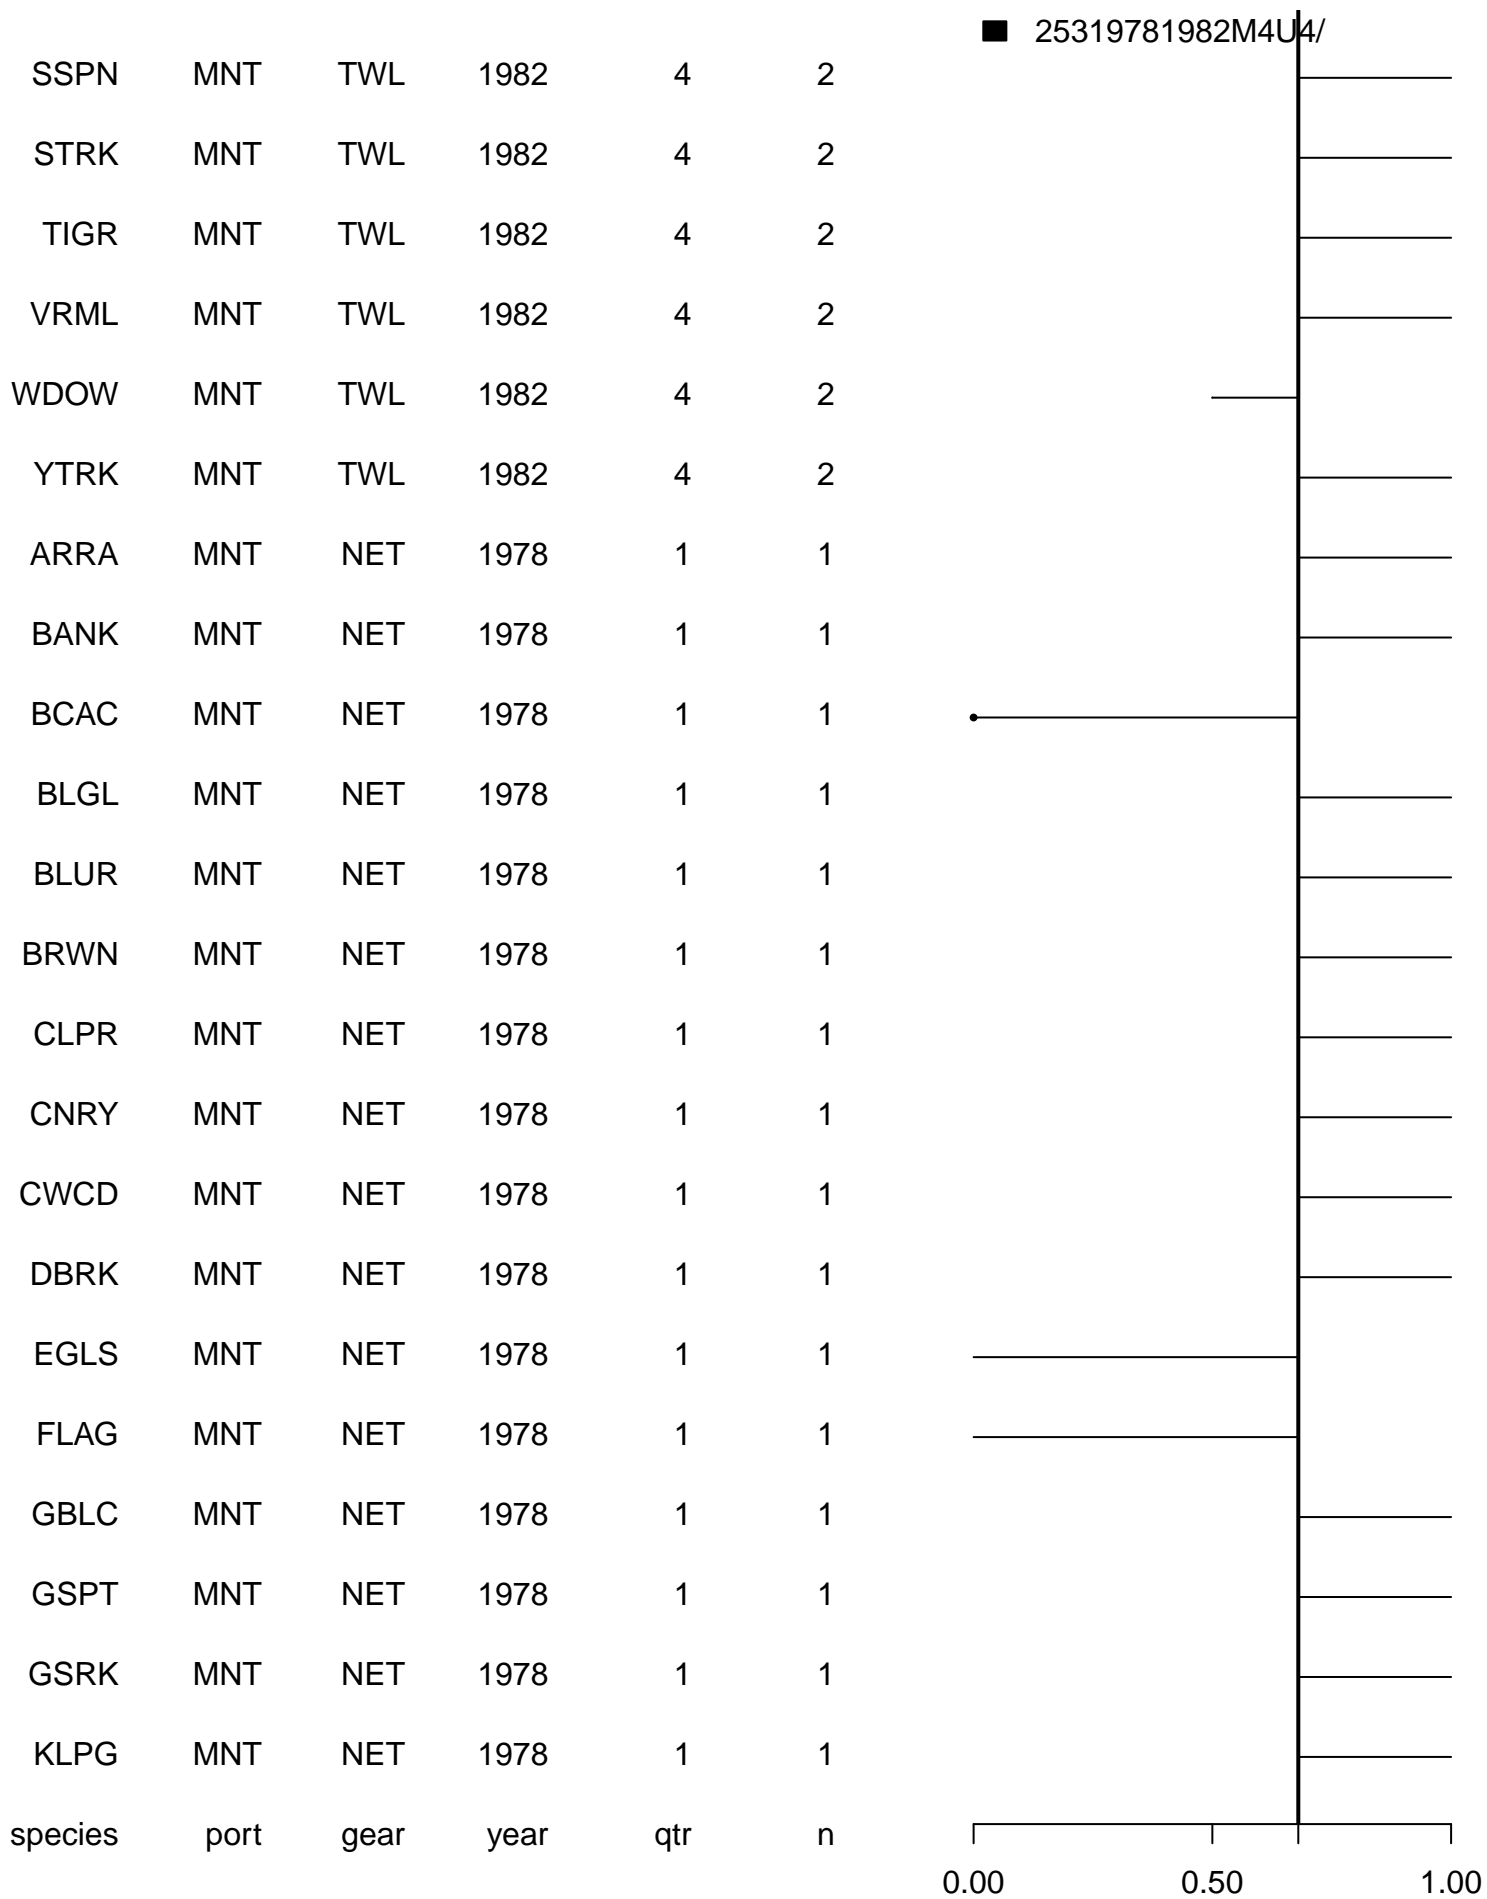 25319781982M4U4/
SSPN MNT TWL 1982 4 2
STRK MNT TWL 1982 4 2
TIGR MNT TWL 1982 4 2
VRML MNT TWL 1982 4 2
WDOW MNT TWL 1982 4 2
YTRK MNT TWL 1982 4 2
ARRA MNT NET 1978 1 1
BANK MNT NET 1978 1 1
BCAC MNT NET 1978 1 1
BLGL MNT NET 1978 1 1
BLUR MNT NET 1978 1 1
BRWN MNT NET 1978 1 1
CLPR MNT NET 1978 1 1
CNRY MNT NET 1978 1 1
CWCD MNT NET 1978 1 1
DBRK MNT NET 1978 1 1
EGLS MNT NET 1978 1 1
FLAG MNT NET 1978 1 1
GBLC MNT NET 1978 1 1
GSPT MNT NET 1978 1 1
GSRK MNT NET 1978 1 1
KLPG MNT NET 1978 1 1
species port gear year qtr n
0.00 0.50 1.00